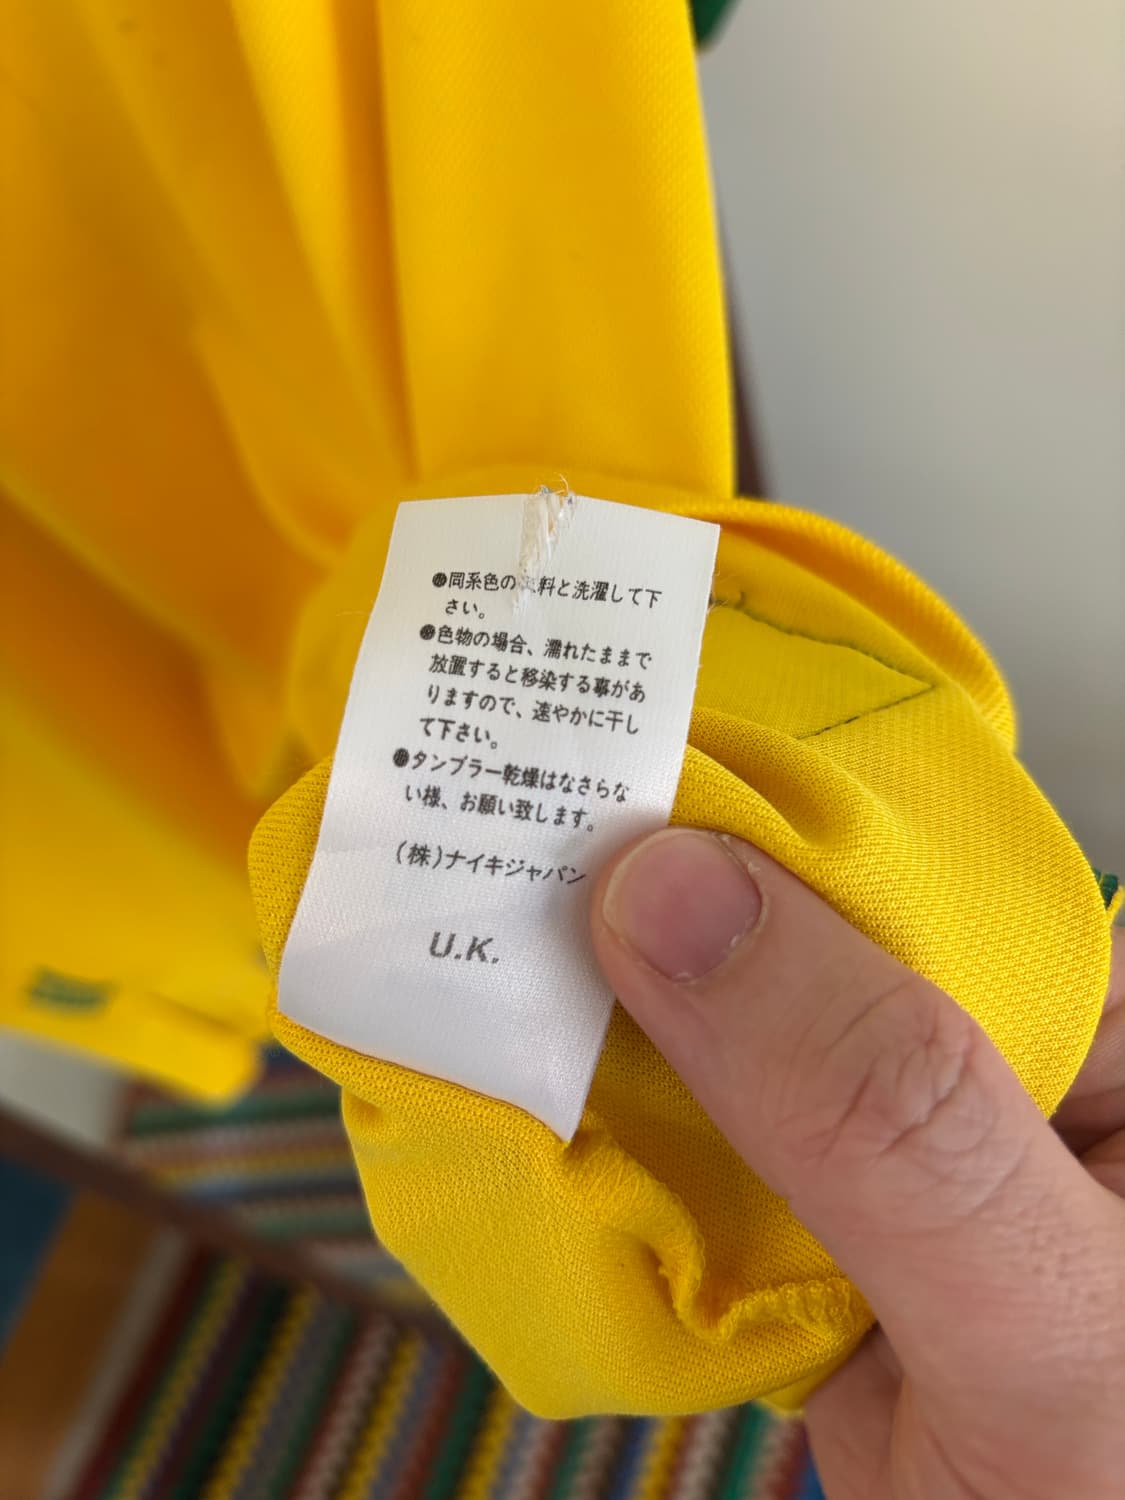 ●同系色の 料と洗濯して下
さい。
●色物の場合、濡れたままで
放置すると移染する事があ
りますので、速やかに干し
て下さい。
●タンブラー乾燥はなさらな
い様、お願い致します。
(株)ナイキジャパン
U.K.